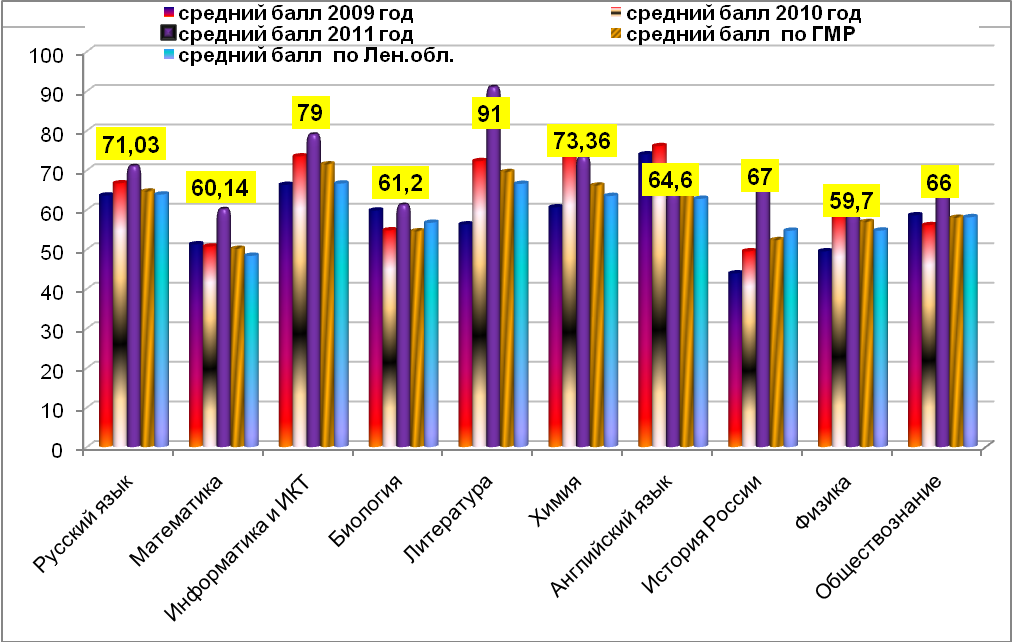 средний балл 2009 год
средний балл 2010 год
средний балл 2011 год
средний балл по ГМР
средний балл по Лен.обл.
100
90
80
70
60
50
40
30
20
10
0
71,03
60,14
79
61,2
91
73,36
64,6
67
59,7
66
Русский язык
Математика
Информатика и ИКТ
Биология
Литература
Химия
Английский язык
История России
Физика
Обществознание